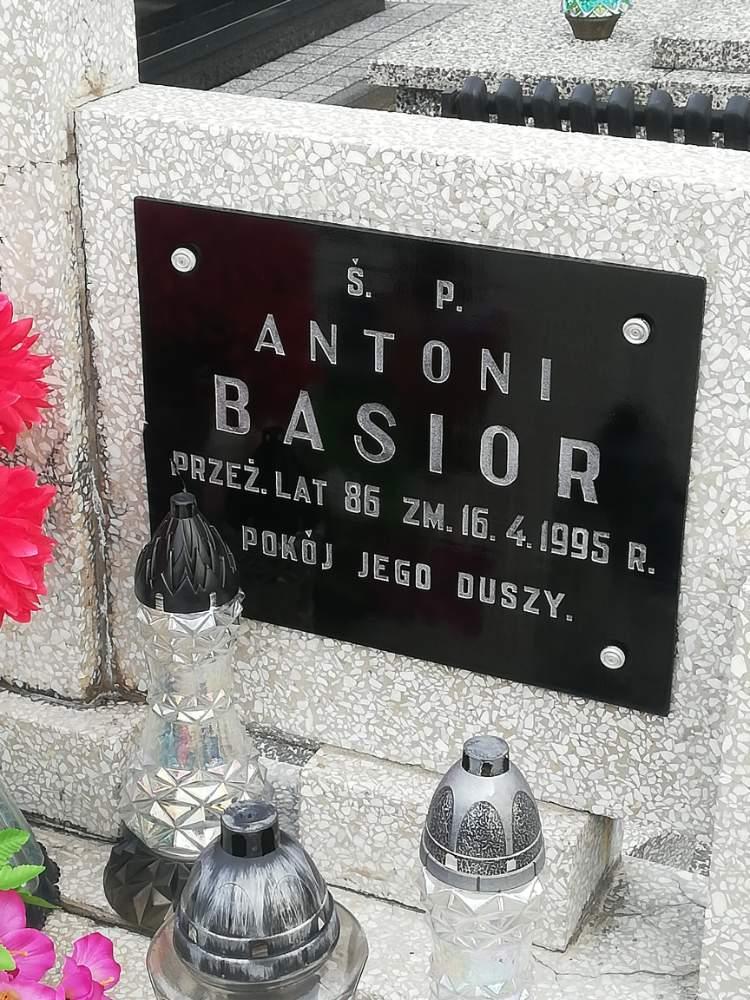 Ś. P.
ANTONI
BASIOR
PRZEŻ. LAT 86 ZM. 16. 4. 1995 R.
POKÓJ JEGO DUSZY.